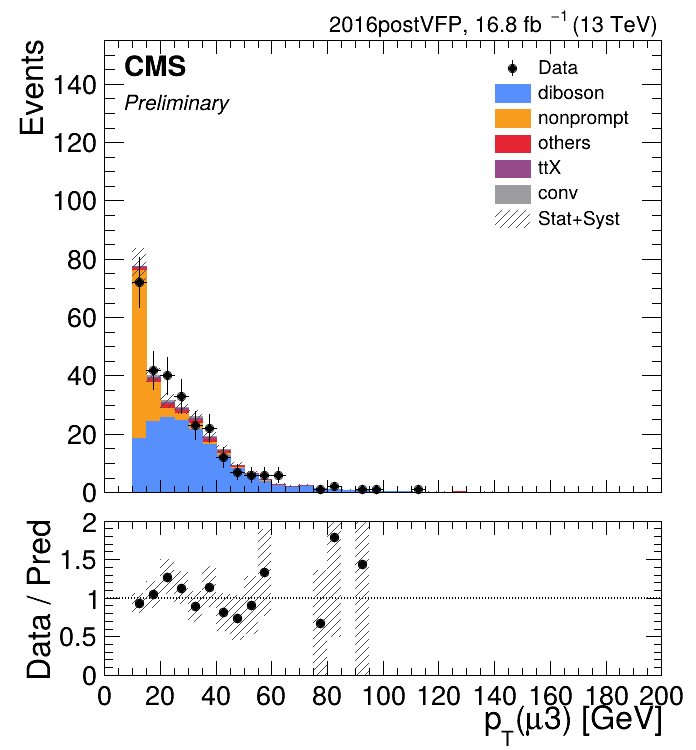 2016postVFP, 16.8 fb ⁻¹ (13 TeV)
CMS
Preliminary
Events
140
120
100
80
60
40
20
0
Data
diboson
nonprompt
others
ttX
conv
Stat+Syst
Data / Pred
2
1.5
1
0.5
0
0 20 40 60 80 100 120 140 160 180 200
p_T(μ3) [GeV]